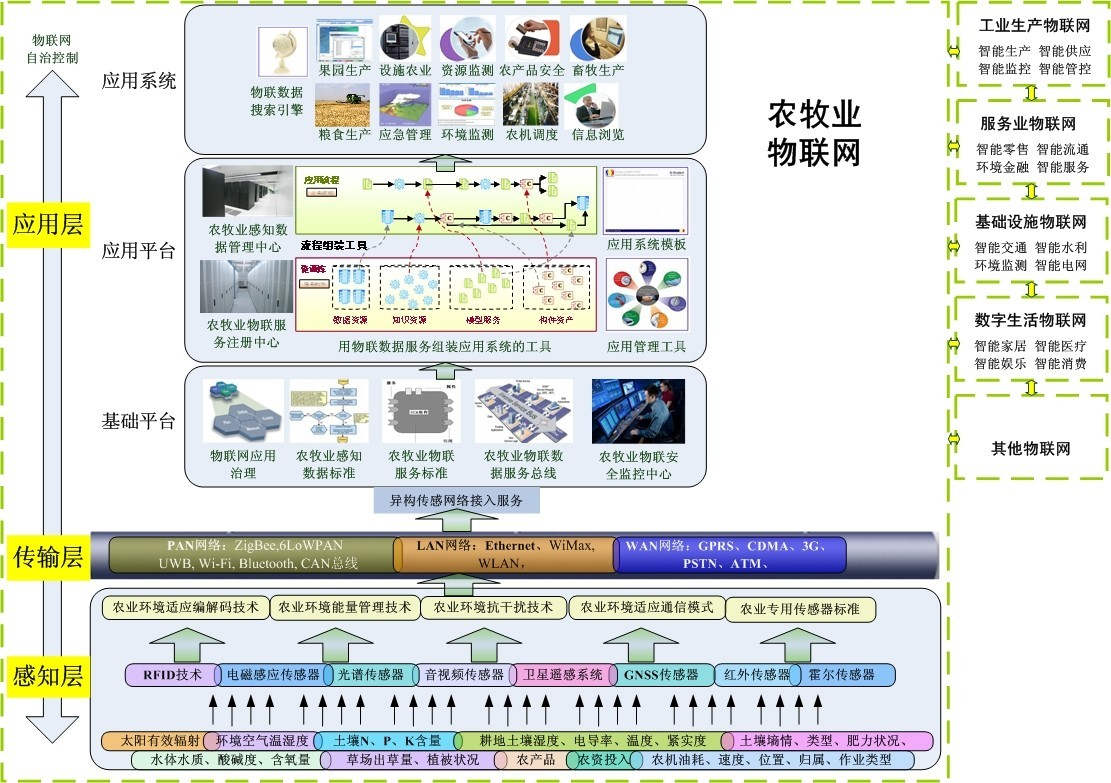 物联网
自治控制
应用层
传输层
感知层
应用系统
物联数据
搜索引擎
果园生产
设施农业
资源监测
农产品安全
畜牧生产
粮食生产
应急管理
环境监测
农机调度
信息浏览
应用平台
农牧业感知数
据管理中心
应用流程
流程组装工具
应用系统模板
农牧业物联服
务注册中心
数据资源
知识资源
模型服务
构件资产
用物联数据服务组装应用系统的工具
应用管理工具
基础平台
物联网应用
治理
农牧业感知
数据标准
农牧业物联
服务标准
农牧业物联数
据服务总线
农牧业物联安
全监控中心
异构传感网络接入服务
PAN网络：ZigBee,6LoWPAN
UWB, Wi-Fi, Bluctooth, CAN总线
LAN网络：Ethernet、WiMax,
WLAN，
WAN网络：GPRS、CDMA、3G、
PSTN、ATM、
农业环境适应编解码技术
农业环境能量管理技术
农业环境抗干扰技术
农业环境适应通信模式
农业专用传感器标准
RFID技术
电磁感应传感器
光谱传感器
音视频传感器
卫星遥感系统
GNSS传感器
红外传感器
霍尔传感器
太阳有效辐射
环境空气温湿度
土壤N、P、K含量
耕地土壤湿度、电导率、温度、紧实度
土壤墒情、类型、肥力状况、
水体水质、酸碱度、含氧量
草场出草量、植被状况
农产品
农资投入
农机油耗、速度、位置、归属、作业类型
农牧业
物联网
工业生产物联网
智能生产 智能供应
智能监控 智能管控
服务业物联网
智能零售 智能流通
环境金融 智能服务
基础设施物联网
智能交通 智能水利
环境监测 智能电网
数字生活物联网
智能家居 智能医疗
智能娱乐 智能消费
其他物联网